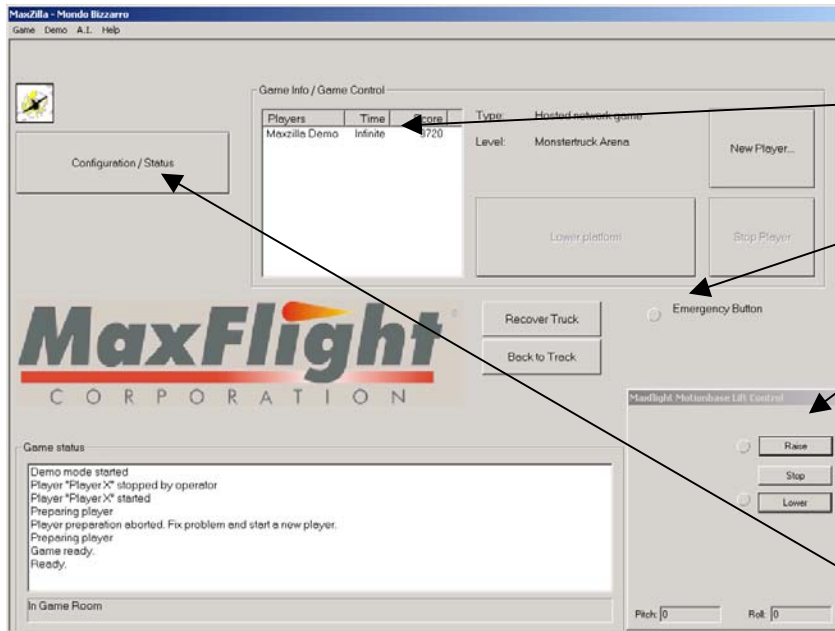 MaxZilla - Mondo Bizzarro
Game Demo A.I. Help
Configuration / Status
Game Info / Game Control
Players Time Score
Maxzilla Demo Infinite 9720
Type: Hosted network game
Level: Monstertruck Arena
New Player...
Lower platform
Stop Player
MaxFlight
CORPORATION
Recover Truck
Back to Track
Emergency Button
Maxflight Motionbase Lift Control
Raise
Stop
Lower
Pitch: 0
Roll: 0
Game status
Demo mode started
Player "Player X" stopped by operator
Player "Player X" started
Preparing player
Player preparation aborted. Fix problem and start a new player.
Preparing player
Game ready.
Ready.
In Game Room